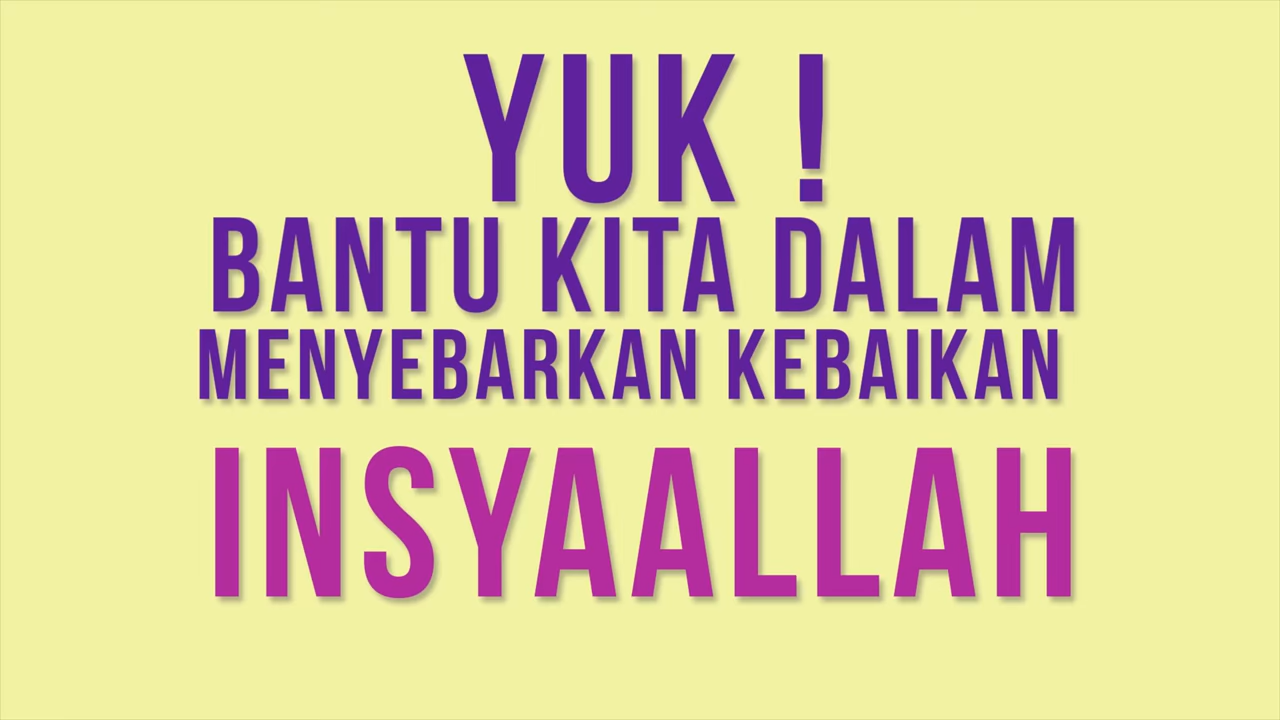 YUK !
BANTU KITA DALAM
MENYEBARKAN KEBAIKAN
INSYAALLAH